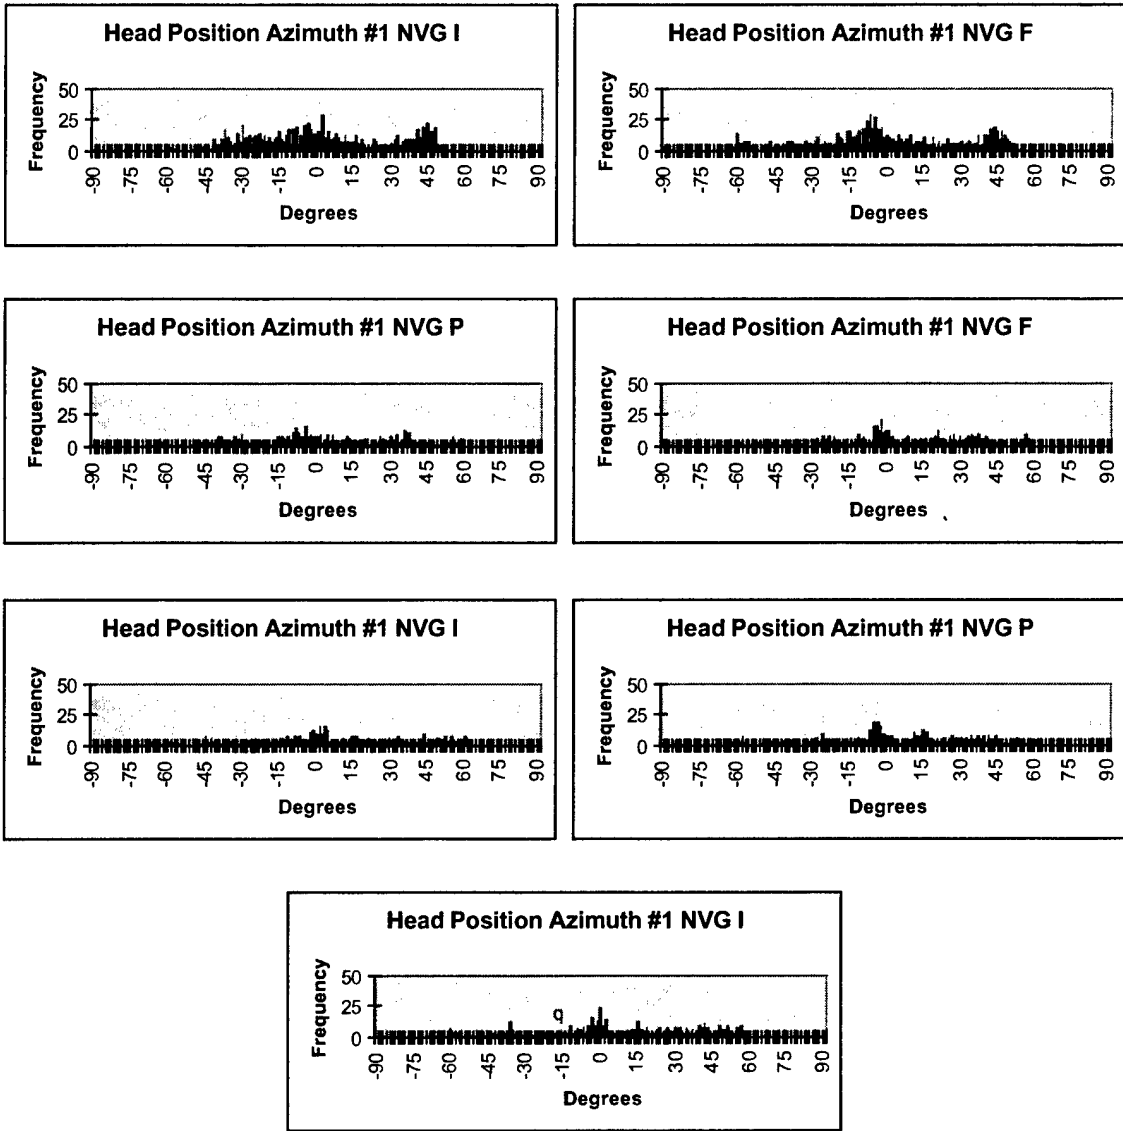 Head Position Azimuth #1 NVG I
Frequency
50
25
0
-90 -75 -60 -45 -30 -15 0 15 30 45 60 75 90
Degrees
Head Position Azimuth #1 NVG F
Frequency
50
25
0
-90 -75 -60 -45 -30 -15 0 15 30 45 60 75 90
Degrees
Head Position Azimuth #1 NVG P
Frequency
50
25
0
-90 -75 -60 -45 -30 -15 0 15 30 45 60 75 90
Degrees
Head Position Azimuth #1 NVG F
Frequency
50
25
0
-90 -75 -60 -45 -30 -15 0 15 30 45 60 75 90
Degrees
Head Position Azimuth #1 NVG I
Frequency
50
25
0
-90 -75 -60 -45 -30 -15 0 15 30 45 60 75 90
Degrees
Head Position Azimuth #1 NVG P
Frequency
50
25
0
-90 -75 -60 -45 -30 -15 0 15 30 45 60 75 90
Degrees
Head Position Azimuth #1 NVG I
Frequency
50
25
0
q
-90 -75 -60 -45 -30 -15 0 15 30 45 60 75 90
Degrees